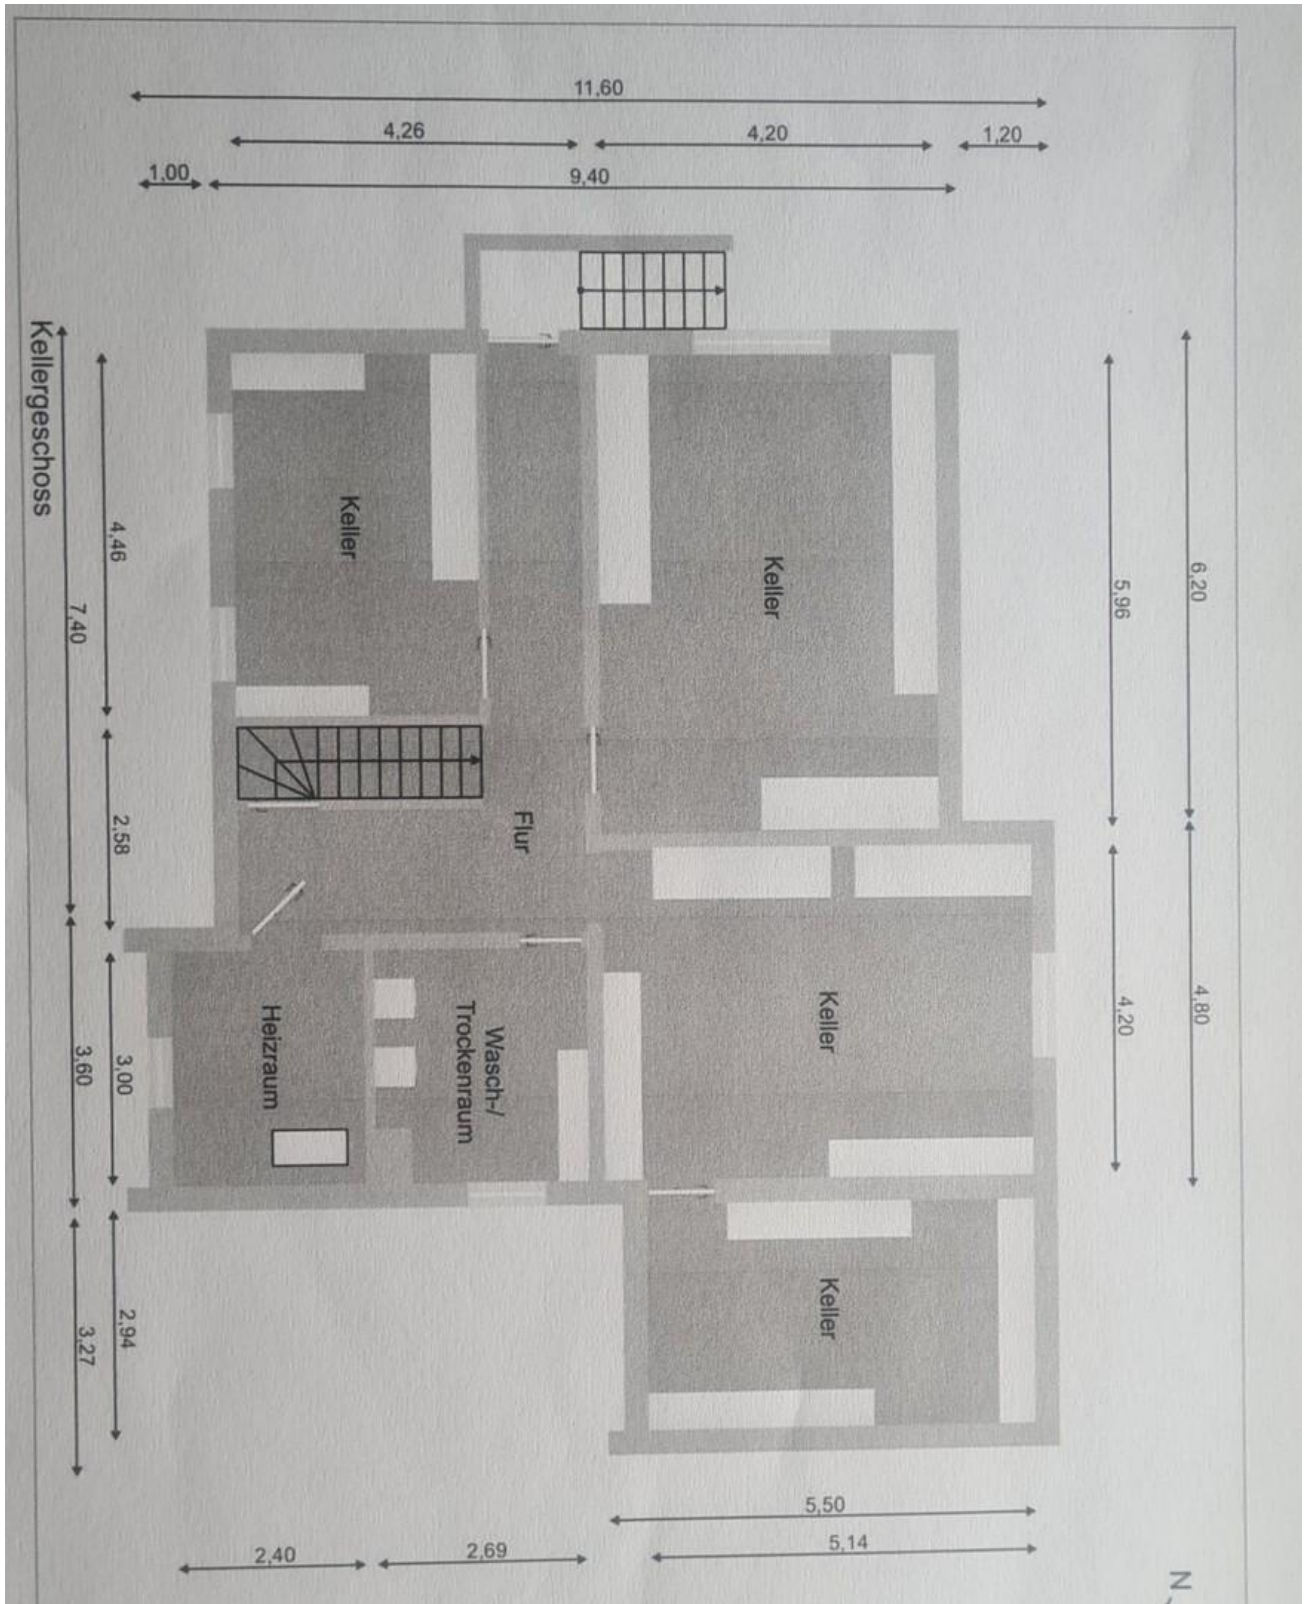 11,60
4,26
4,20
1,20
1,00
9,40
Kellergeschoss
7,40
4,46
2,58
3,60
3,00
3,27
2,94
6,20
5,96
4,80
4,20
Keller
Keller
Flur
Keller
Heizraum
Wasch-/
Trockenraum
Keller
5,50
5,14
2,40
2,69
N